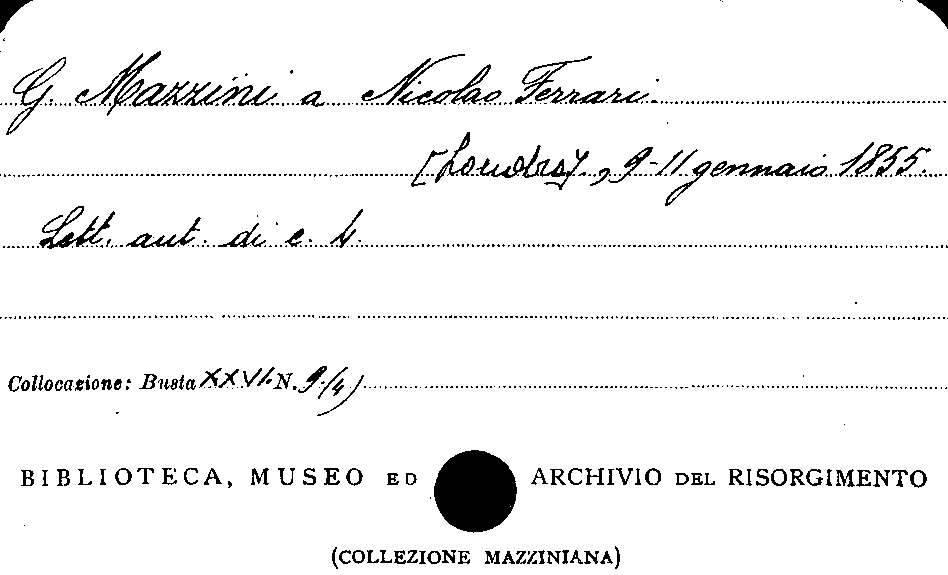 G. Mazzini a Nicolao Ferrari.
[Londra], 9-11 gennaio 1855.
Lett. aut. di c. 4.
Collocazione: Busta XXVI. N. 9(4)
BIBLIOTECA, MUSEO ED ARCHIVIO DEL RISORGIMENTO
(COLLEZIONE MAZZINIANA)